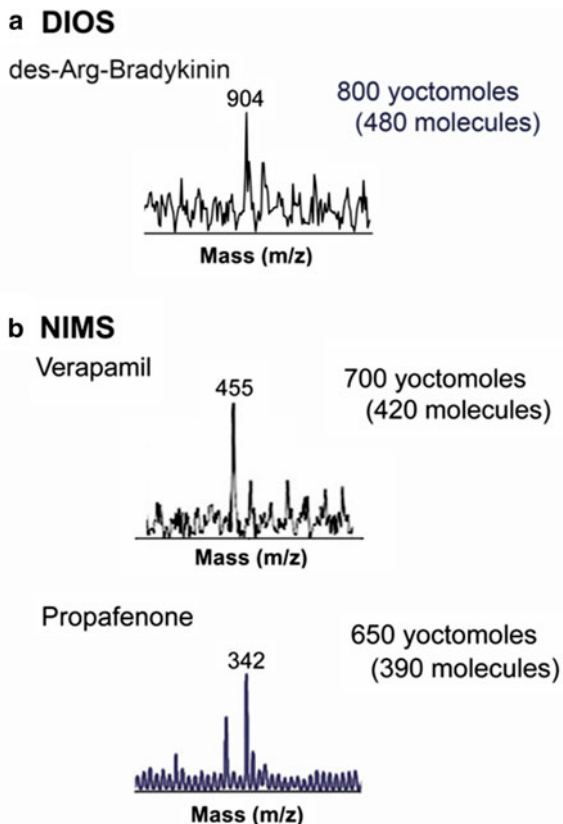 a DIOS
des-Arg-Bradykinin
904
800 yoctomoles
(480 molecules)
Mass (m/z)
b NIMS
Verapamil
455
700 yoctomoles
(420 molecules)
Mass (m/z)
Propafenone
342
650 yoctomoles
(390 molecules)
Mass (m/z)